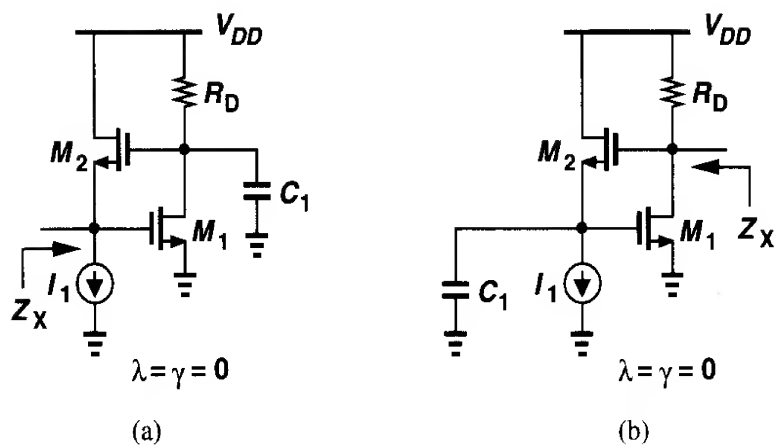 V_DD
R_D
M_2
C_1
M_1
I_1
Z_X
λ = γ = 0
(a)
V_DD
R_D
M_2
Z_X
M_1
C_1
I_1
λ = γ = 0
(b)